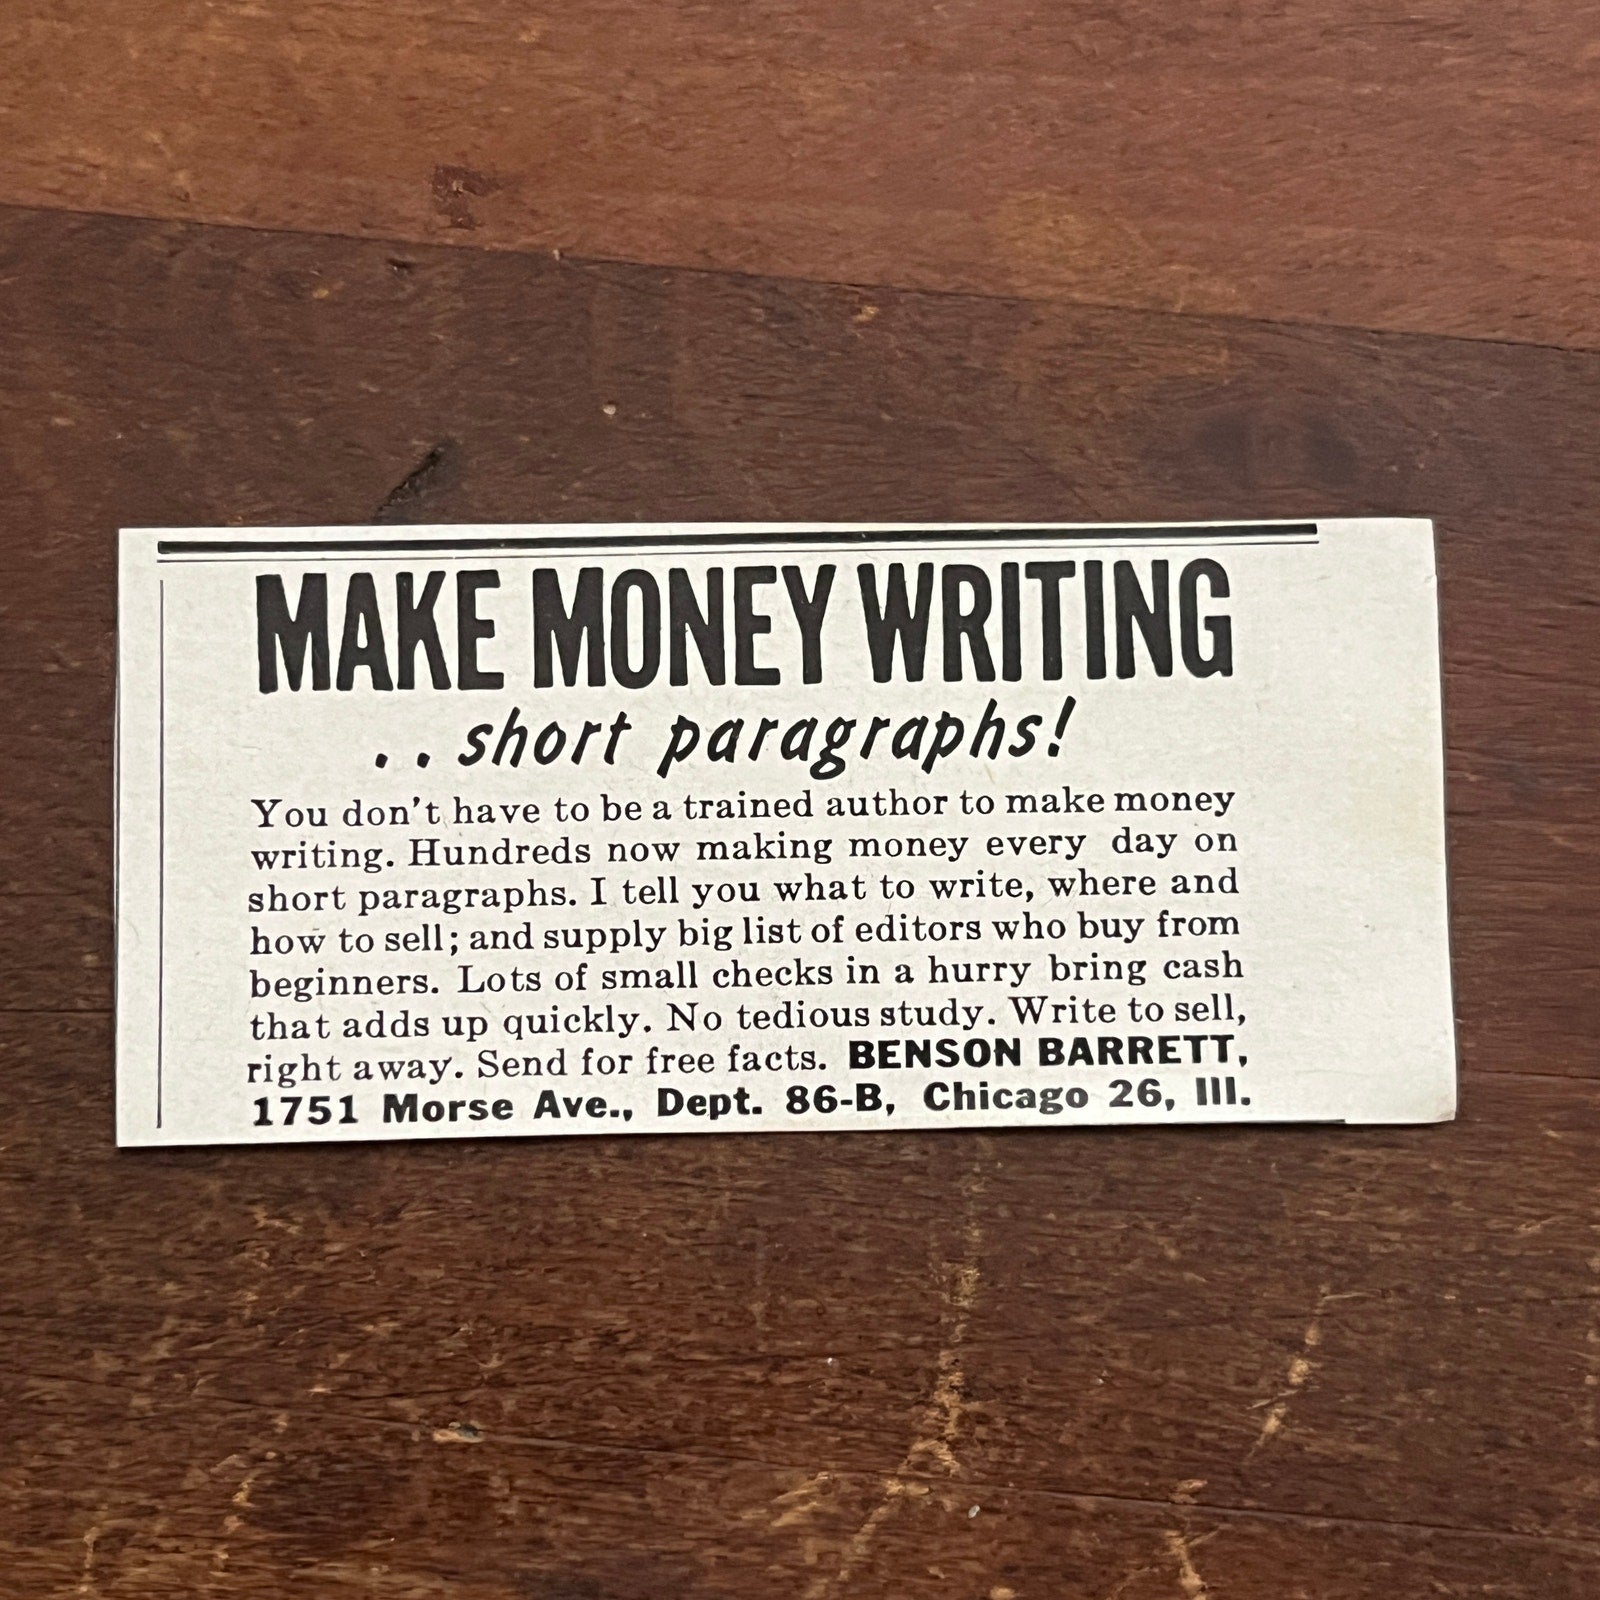 MAKE MONEY WRITING
. . short paragraphs!
You don't have to be a trained author to make money
writing. Hundreds now making money every day on
short paragraphs. I tell you what to write, where and
how to sell; and supply big list of editors who buy from
beginners. Lots of small checks in a hurry bring cash
that adds up quickly. No tedious study. Write to sell,
right away. Send for free facts. BENSON BARRETT,
1751 Morse Ave., Dept. 86-B, Chicago 26, Ill.